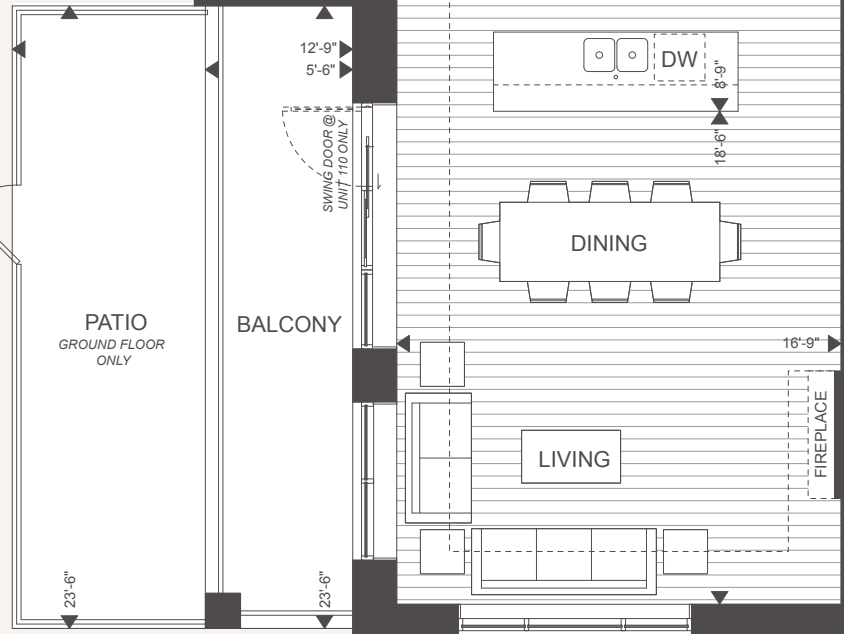 12'-9"
5'-6"
DW
8'-9"
18'-6"
SWING DOOR @
UNIT 110 ONLY
DINING
PATIO
GROUND FLOOR
ONLY
BALCONY
16'-9"
FIREPLACE
LIVING
23'-6"
23'-6"